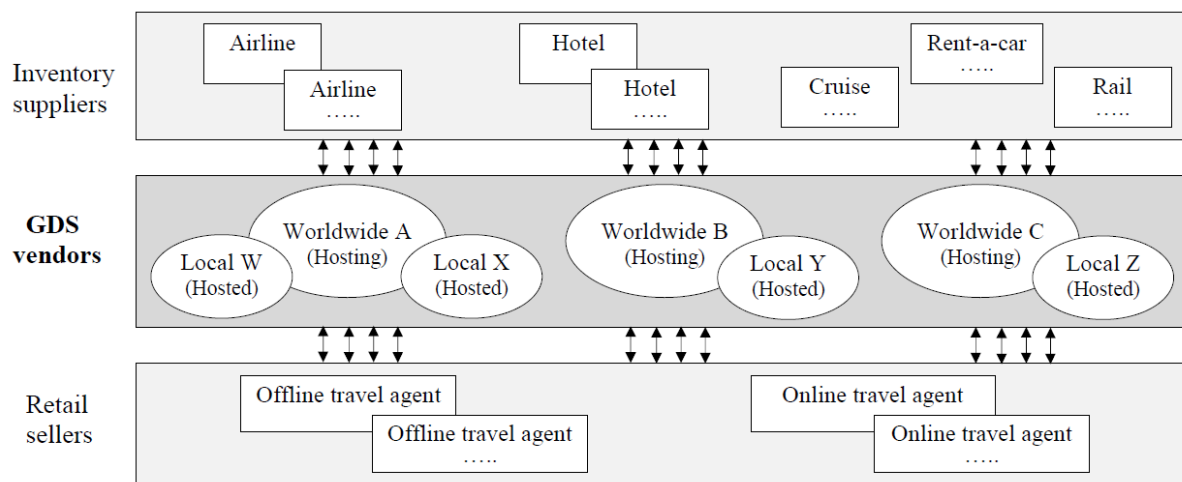 Inventory
suppliers
Airline
Airline
.....
Hotel
Hotel
.....
Cruise
.....
Rent-a-car
.....
Rail
.....
GDS
vendors
Worldwide A
(Hosting)
Local W
(Hosted)
Local X
(Hosted)
Worldwide B
(Hosting)
Local Y
(Hosted)
Worldwide C
(Hosting)
Local Z
(Hosted)
Retail
sellers
Offline travel agent
Offline travel agent
.....
Online travel agent
Online travel agent
.....